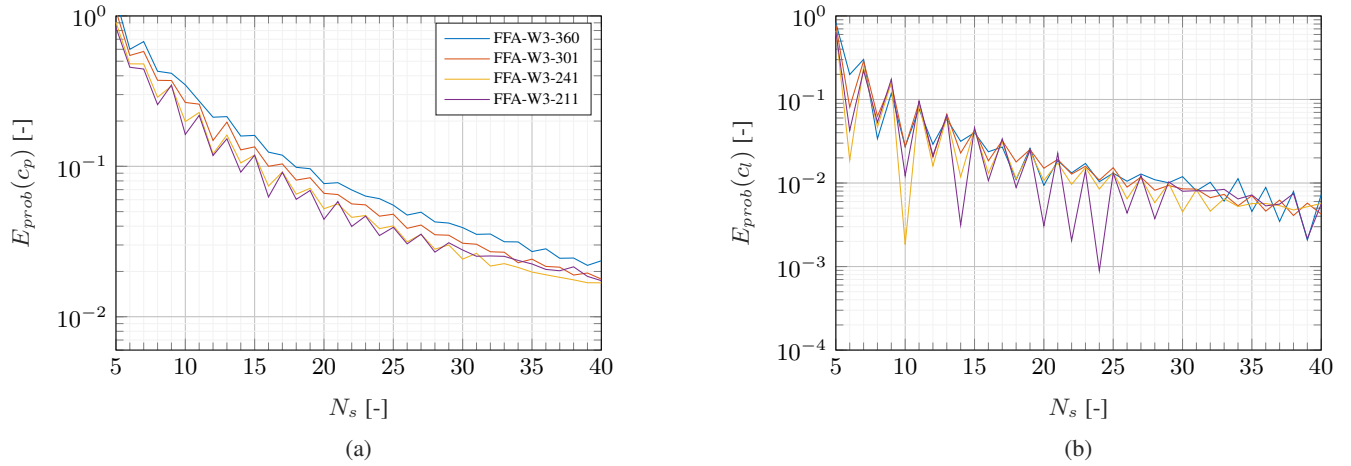 10^0
10^-1
10^-2
E_prob(c_p) [-]
5 10 15 20 25 30 35 40
N_s [-]
FFA-W3-360
FFA-W3-301
FFA-W3-241
FFA-W3-211
(a)
10^0
10^-1
10^-2
10^-3
10^-4
E_prob(c_l) [-]
5 10 15 20 25 30 35 40
N_s [-]
(b)